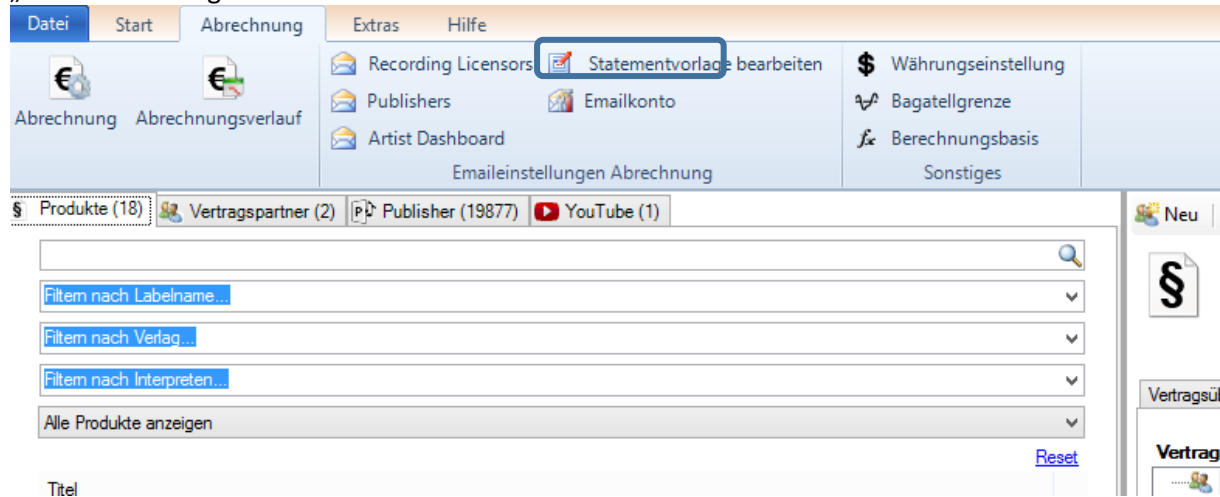 Datei Start Abrechnung Extras Hilfe
Recording Licensors Statementvorlage bearbeiten $ Währungseinstellung
Publishers Emailkonto Bagatellgrenze
Abrechnung Abrechnungsverlauf
Artist Dashboard fx Berechnungsbasis
Emaileinstellungen Abrechnung Sonstiges
§ Produkte (18) Vertragspartner (2) Publisher (19877) YouTube (1) Neu
Filtern nach Labelname...
§
Filtern nach Verlag...
Filtern nach Interpreten...
Alle Produkte anzeigen
Reset
Titel